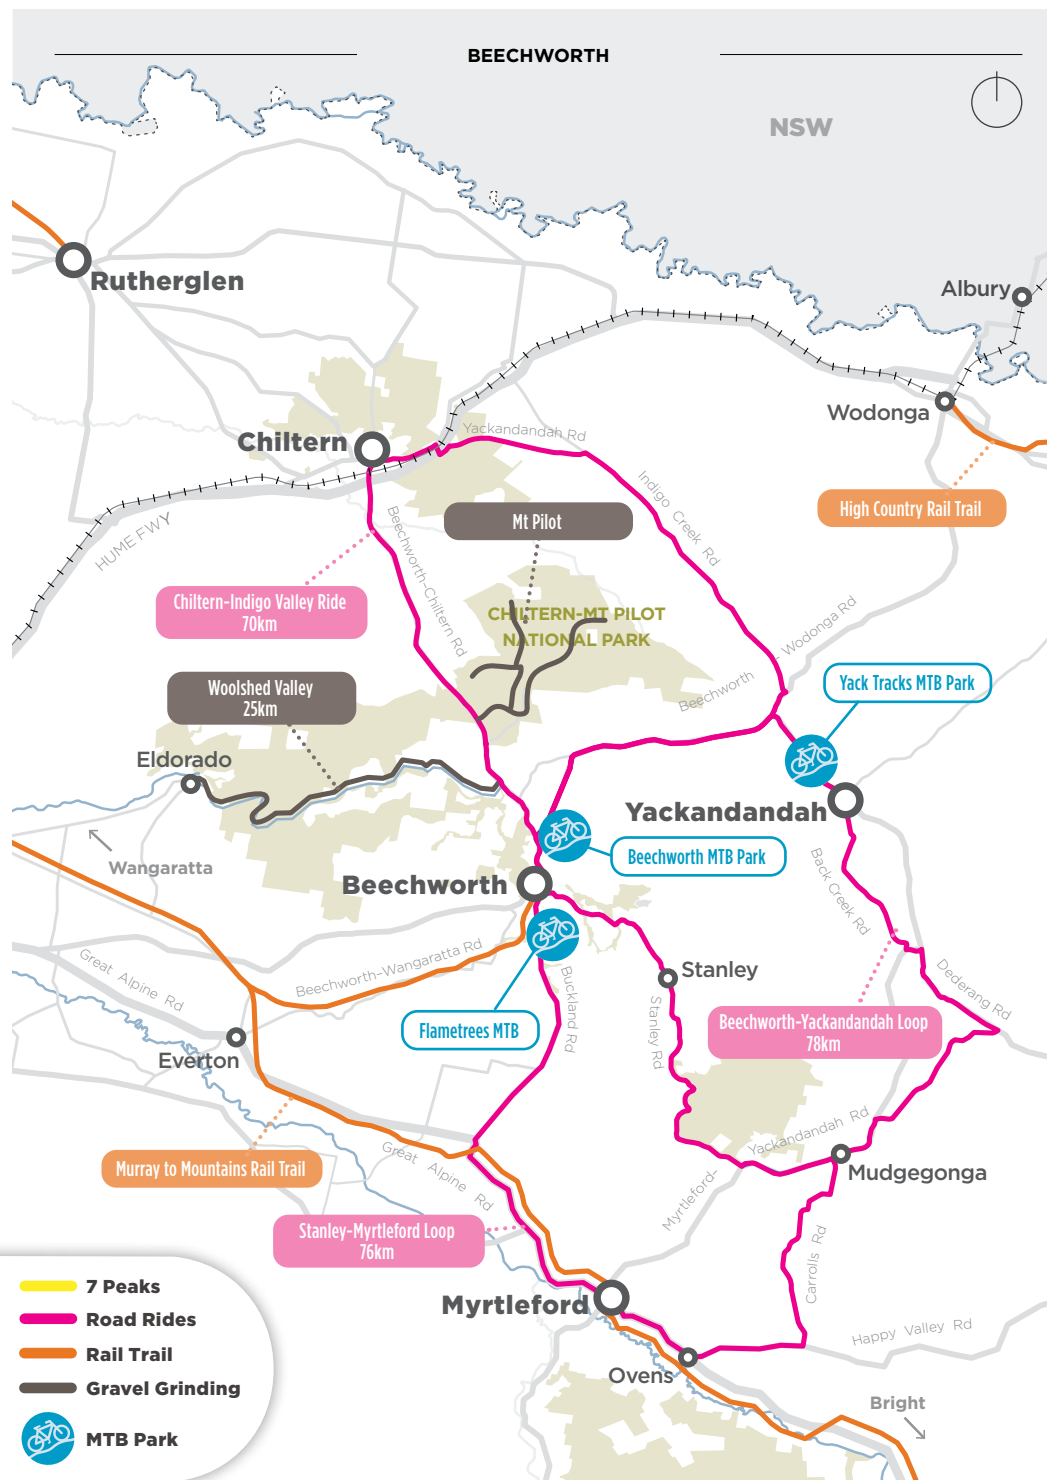 BEECHWORTH
NSW
Albury
Rutherglen
Wodonga
Chiltern
Yackandandah Rd
Indigo Creek Rd
High Country Rail Trail
Mt Pilot
HUME FWY
Beechworth-Chiltern Rd
Chiltern-Indigo Valley Ride
70km
CHILTERN-MT PILOT
NATIONAL PARK
Beechworth - Wodonga Rd
Yack Tracks MTB Park
Woolshed Valley
25km
Eldorado
Yackandandah
Wangaratta
Beechworth MTB Park
Beechworth
Back Creek Rd
Beechworth-Wangaratta Rd
Great Alpine Rd
Stanley
Dederang Rd
Buckland Rd
Stanley Rd
Flametrees MTB
Beechworth-Yackandandah Loop
78km
Everton
Murray to Mountains Rail Trail
Great Alpine Rd
Myrtleford-
Yackandandah Rd
Mudgegonga
Stanley-Myrtleford Loop
76km
Carrolls Rd
Myrtleford
Happy Valley Rd
Ovens
Bright
7 Peaks
Road Rides
Rail Trail
Gravel Grinding
MTB Park